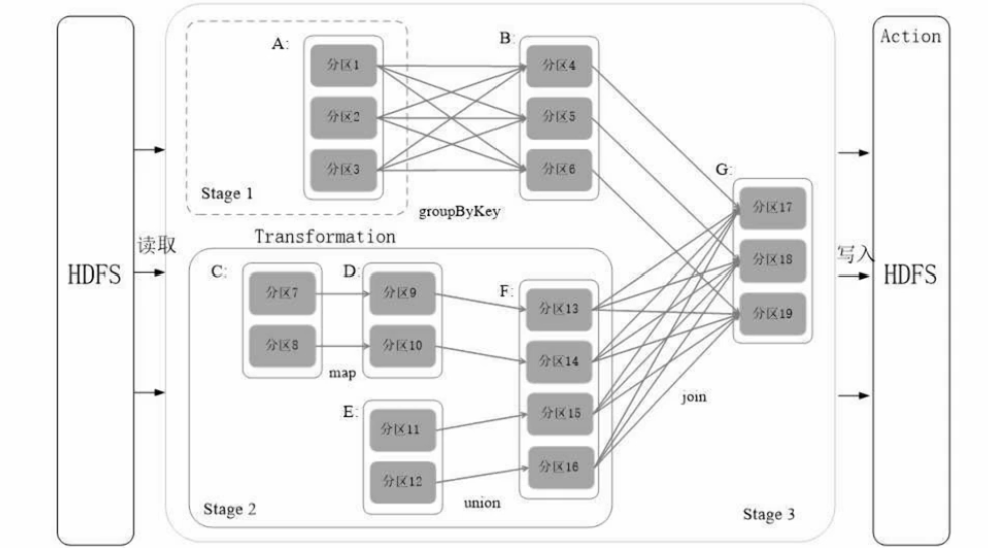 HDFS
读取
A:
分区1
分区2
分区3
Stage 1
B:
分区4
分区5
分区6
groupByKey
Transformation
C:
分区7
分区8
D:
分区9
分区10
map
E:
分区11
分区12
union
F:
分区13
分区14
分区15
分区16
Stage 2
G:
分区17
分区18
分区19
join
Stage 3
写入
Action
HDFS